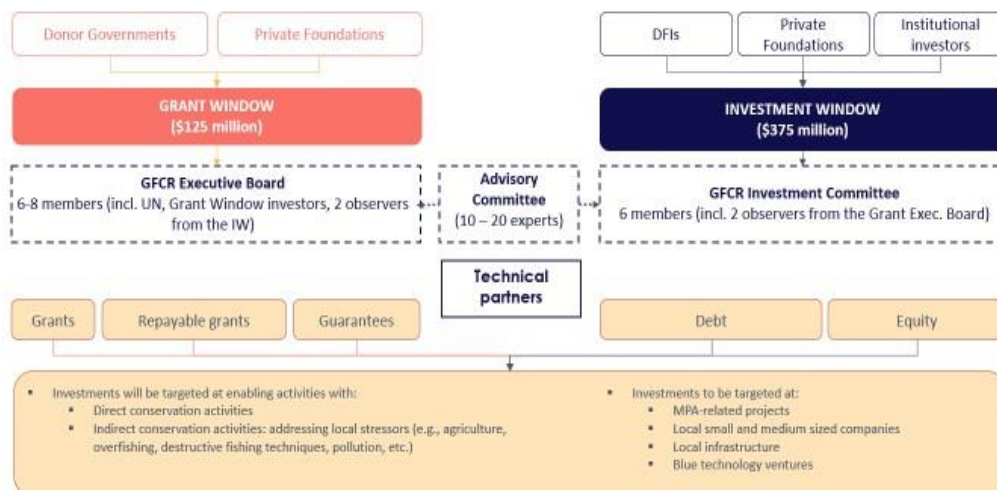 Donor Governments
Private Foundations
DFIs
Private
Foundations
Institutional
investors
GRANT WINDOW
($125 million)
INVESTMENT WINDOW
($375 million)
GFCR Executive Board
6-8 members (incl. UN, Grant Window investors, 2 observers
from the IW)
Advisory
Committee
(10 – 20 experts)
GFCR Investment Committee
6 members (incl. 2 observers from the Grant Exec. Board)
Technical
partners
Grants
Repayable grants
Guarantees
Debt
Equity
▪ Investments will be targeted at enabling activities with:
▪ Direct conservation activities
▪ Indirect conservation activities: addressing local stressors (e.g., agriculture,
overfishing, destructive fishing techniques, pollution, etc.)
▪ Investments to be targeted at:
▪ MPA-related projects
▪ Local small and medium sized companies
▪ Local infrastructure
▪ Blue technology ventures